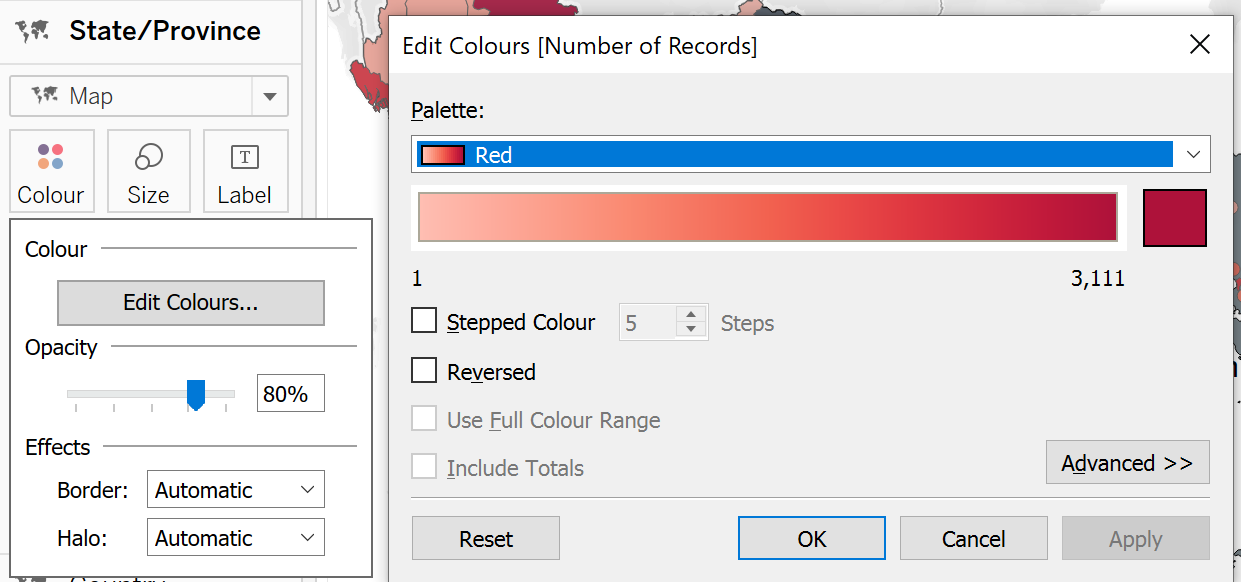 State/Province
Map
Colour
Size
T
Label
Colour
Edit Colours...
Opacity
80%
Effects
Border:
Automatic
Halo:
Automatic
Country
Edit Colours [Number of Records]
Palette:
Red
1
3,111
Stepped Colour
5
Steps
Reversed
Use Full Colour Range
Include Totals
Advanced >>
Reset
OK
Cancel
Apply